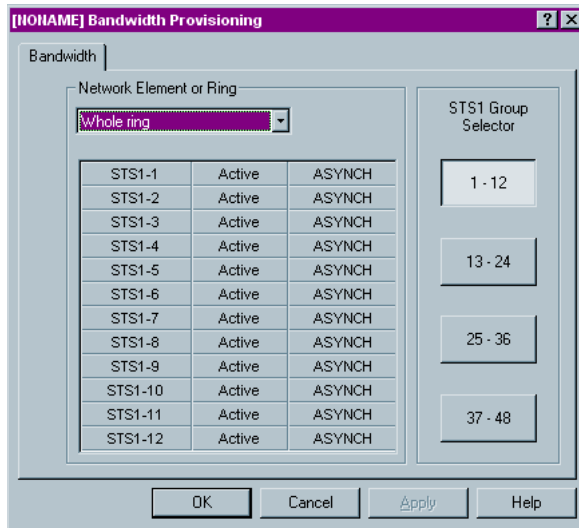 [NONAME] Bandwidth Provisioning
Bandwidth
Network Element or Ring
Whole ring
STS1-1 Active ASYNCH
STS1-2 Active ASYNCH
STS1-3 Active ASYNCH
STS1-4 Active ASYNCH
STS1-5 Active ASYNCH
STS1-6 Active ASYNCH
STS1-7 Active ASYNCH
STS1-8 Active ASYNCH
STS1-9 Active ASYNCH
STS1-10 Active ASYNCH
STS1-11 Active ASYNCH
STS1-12 Active ASYNCH
STS1 Group
Selector
1 - 12
13 - 24
25 - 36
37 - 48
OK Cancel Apply Help